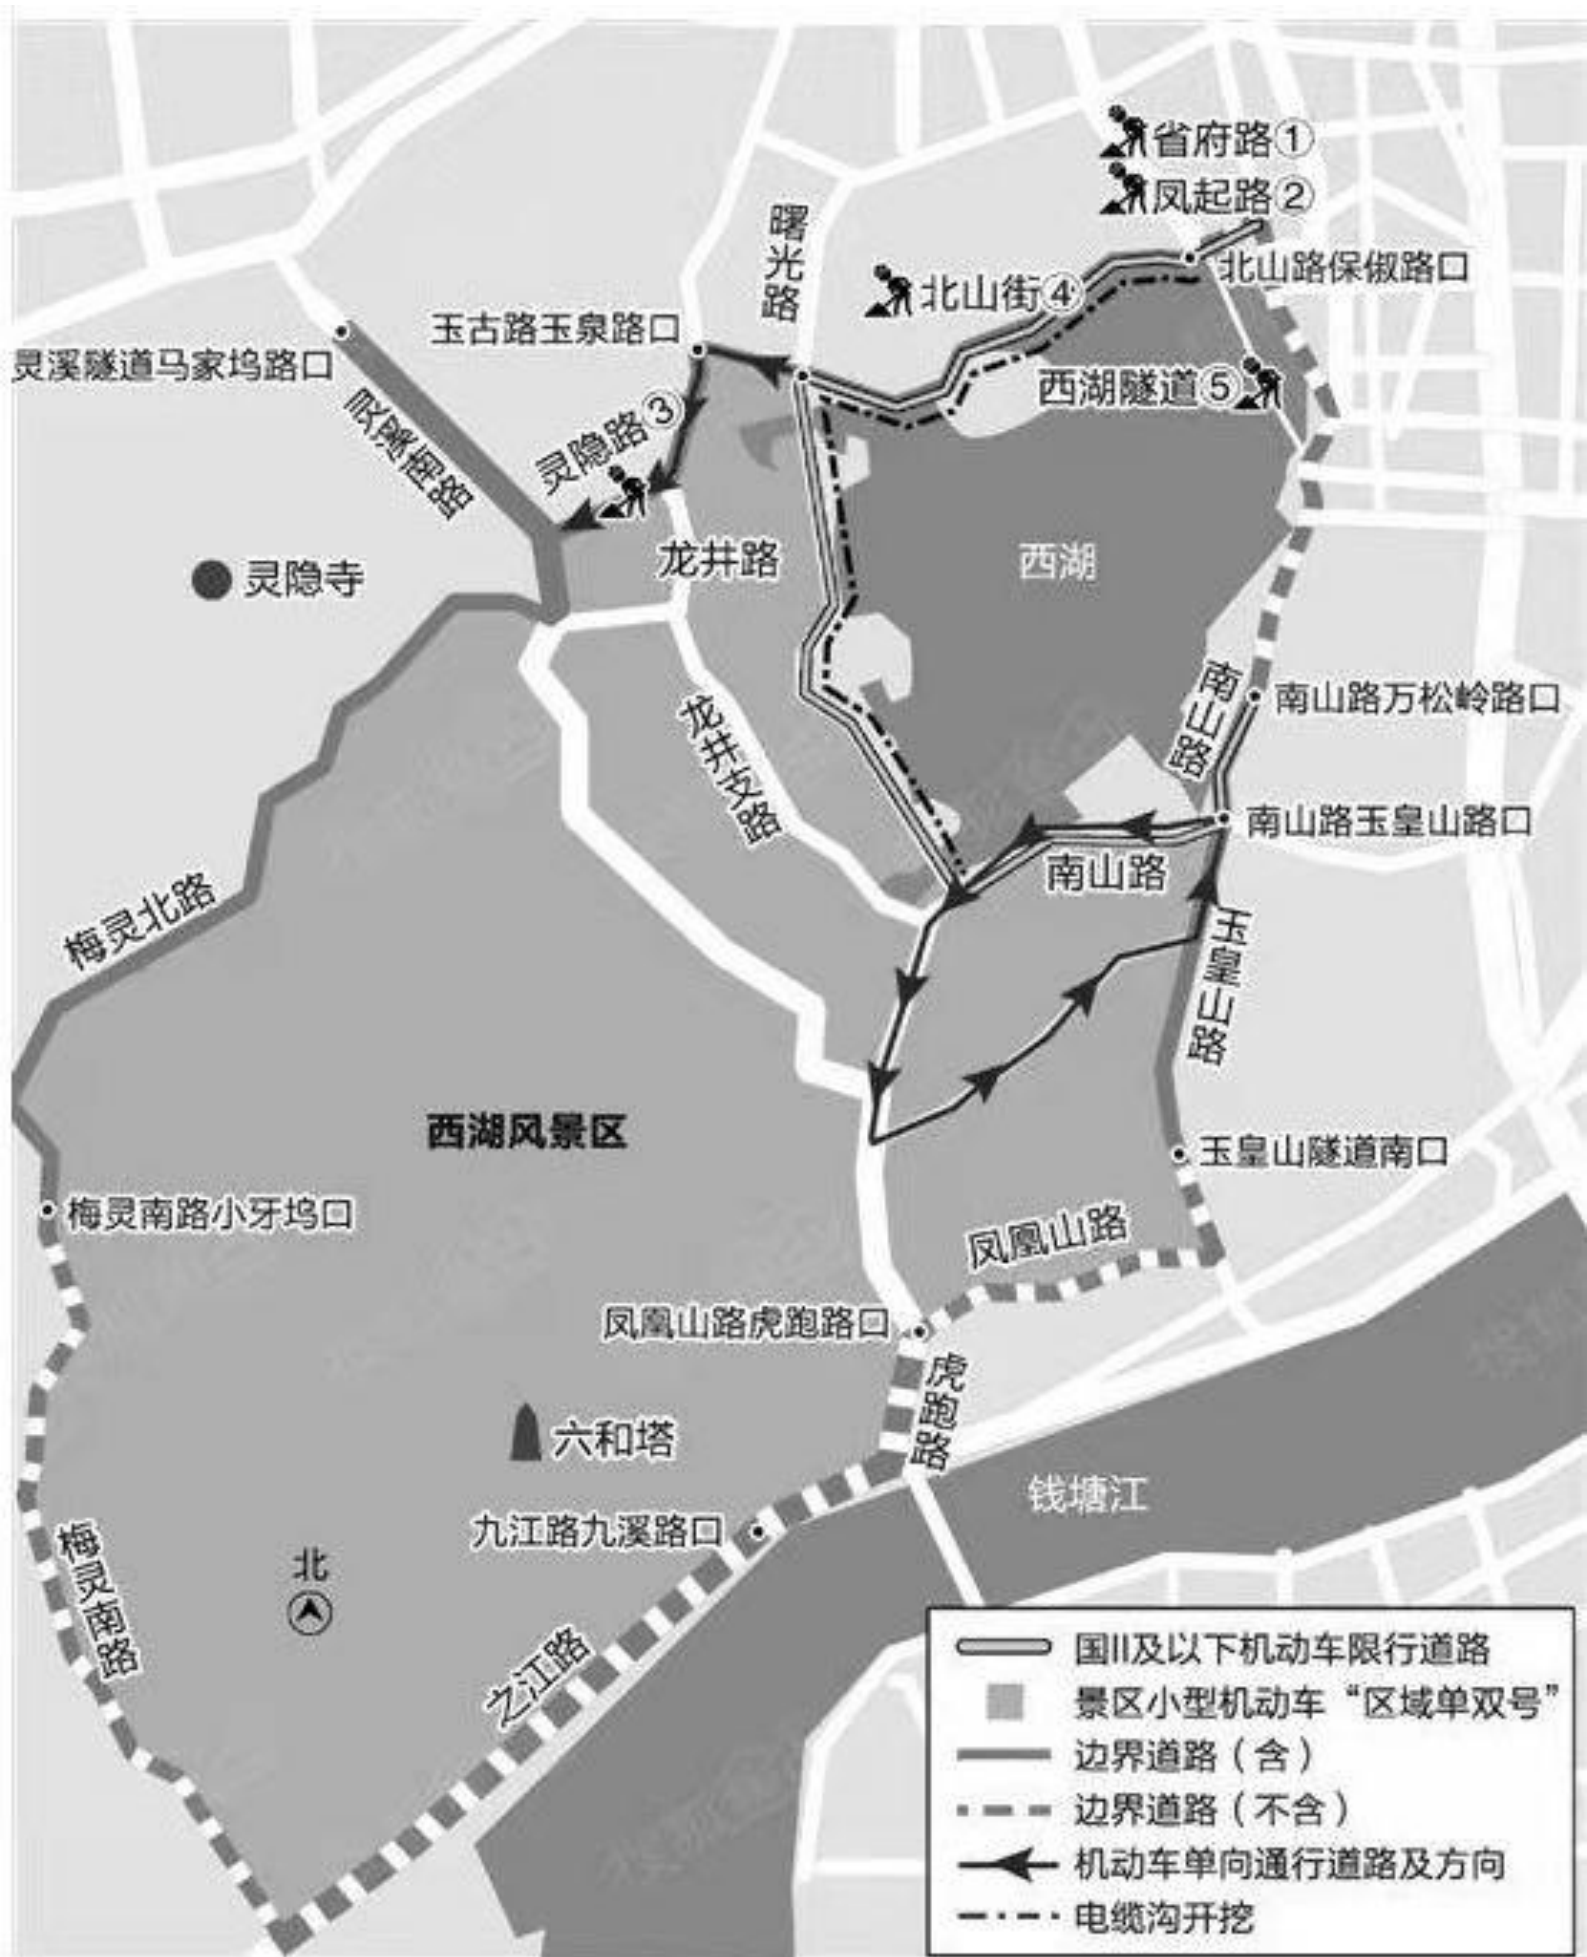 省府路①
凤起路②
曙光路
北山路保俶路口
北山街④
玉古路玉泉路口
灵溪隧道马家坞路口
西湖隧道⑤
灵隐路③
灵溪南路
西湖
龙井路
灵隐寺
南山路
南山路万松岭路口
龙井支路
南山路玉皇山路口
南山路
梅灵北路
玉皇山路
西湖风景区
玉皇山隧道南口
梅灵南路小牙坞口
凤凰山路
凤凰山路虎跑路口
虎跑路
六和塔
钱塘江
九江路九溪路口
梅灵南路
北
之江路
国II及以下机动车限行道路
景区小型机动车“区域单双号”
边界道路（含）
边界道路（不含）
机动车单向通行道路及方向
电缆沟开挖